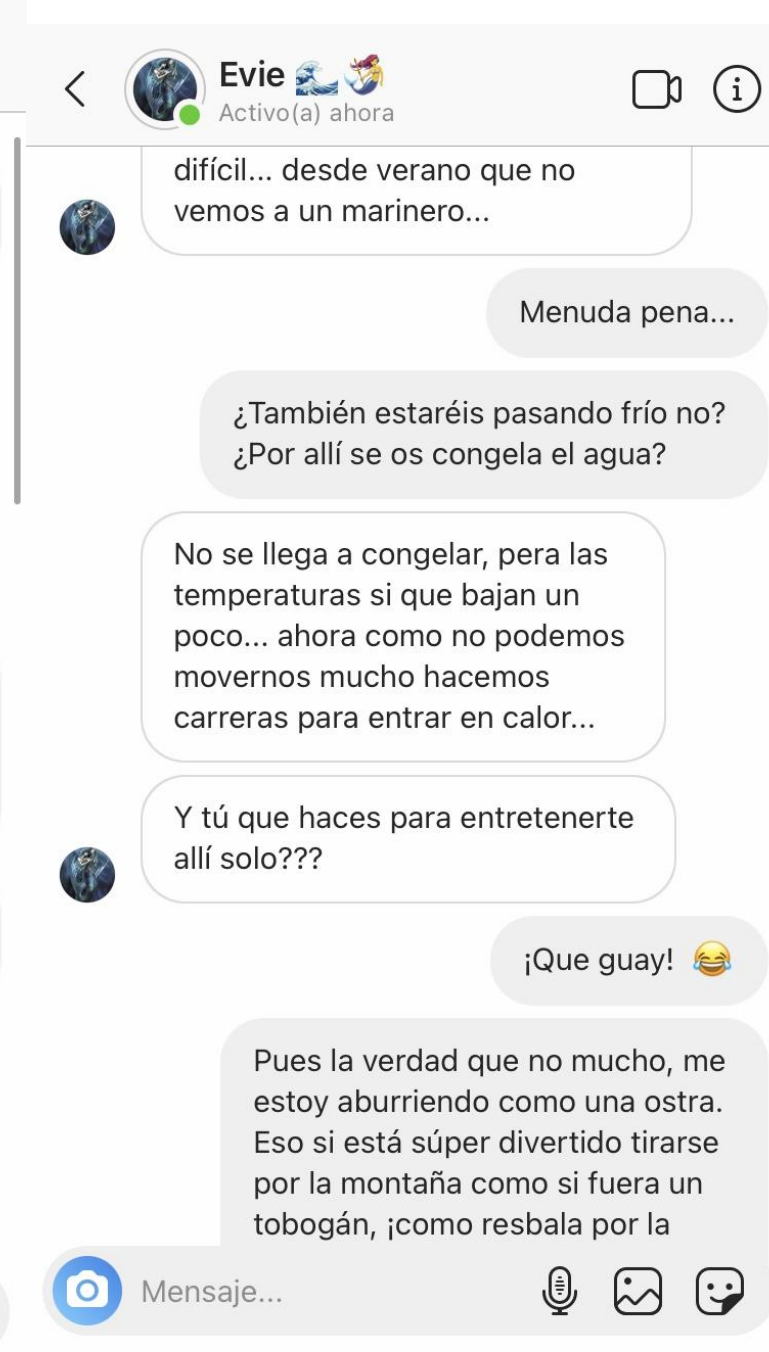 Evie 🌊🧜‍♀️
Activo(a) ahora
difícil... desde verano que no
vemos a un marinero...
Menuda pena...
¿También estaréis pasando frío no?
¿Por allí se os congela el agua?
No se llega a congelar, pera las
temperaturas si que bajan un
poco... ahora como no podemos
movernos mucho hacemos
carreras para entrar en calor...
Y tú que haces para entretenerte
allí solo???
¡Que guay! 😂
Pues la verdad que no mucho, me
estoy aburriendo como una ostra.
Eso si está súper divertido tirarse
por la montaña como si fuera un
tobogán, ¡como resbala por la
Mensaje...